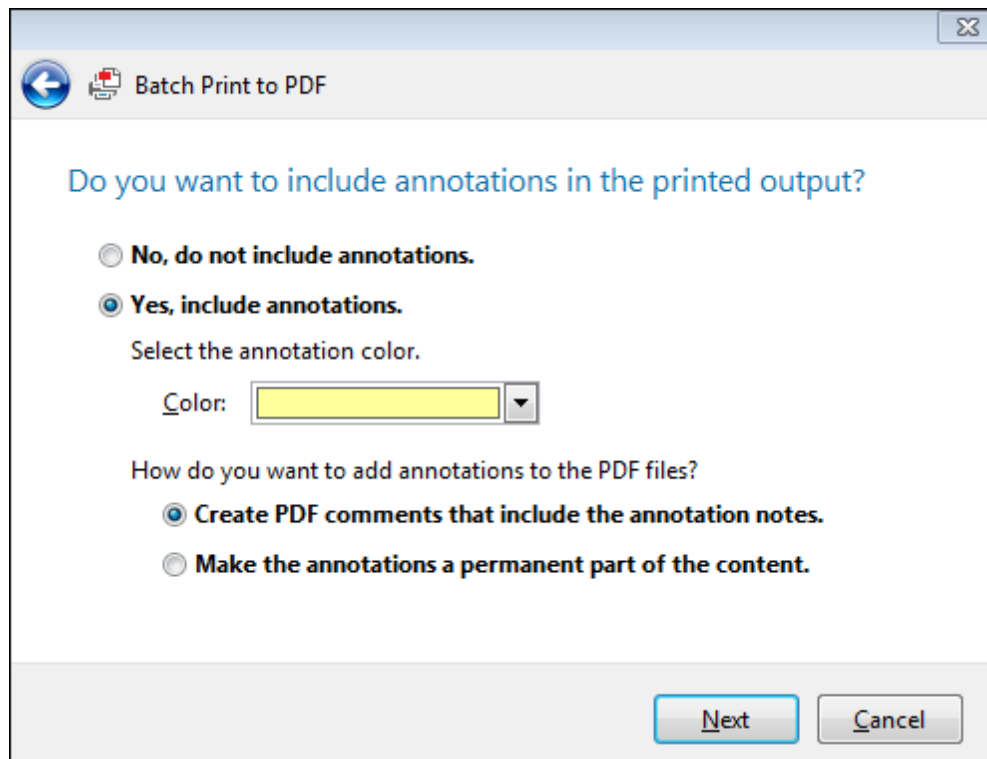 Batch Print to PDF
Do you want to include annotations in the printed output?
No, do not include annotations.
Yes, include annotations.
Select the annotation color.
Color:
How do you want to add annotations to the PDF files?
Create PDF comments that include the annotation notes.
Make the annotations a permanent part of the content.
Next Cancel